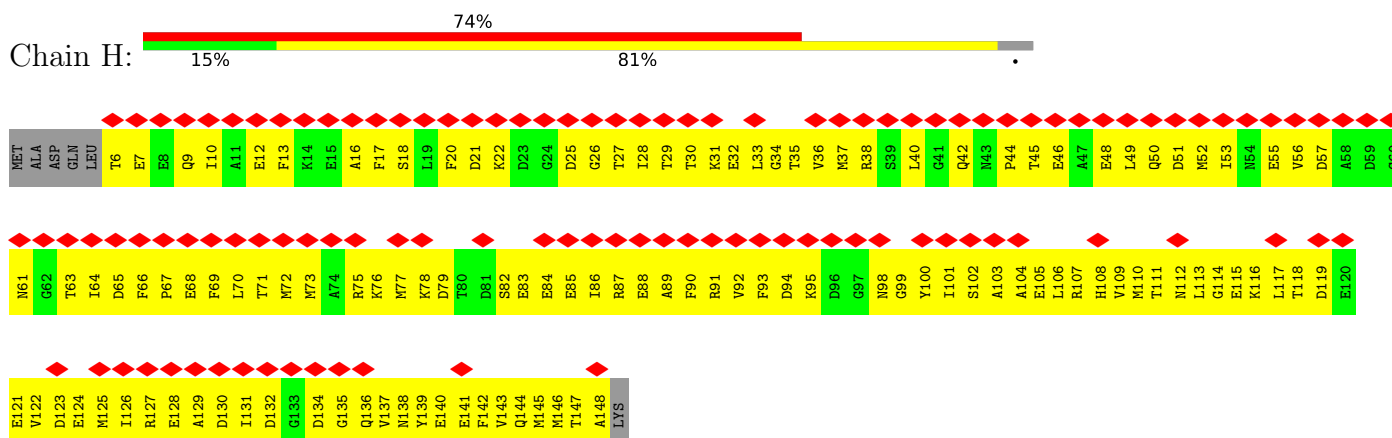 74%
Chain H:
15% 81% •
MET ALA ASP GLN LEU T6 E7 E8 Q9 I10 A11 E12 F13 K14 E15 A16 F17 S18 L19 F20 D21 K22 D23 G24 D25 G26 T27 I28 T29 T30 K31 E32 L33 G34 T35 V36 M37 R38 S39 L40 G41 Q42 N43 P44 T45 E46 A47 E48 L49 Q50 D51 M52 I53 N54 E55 V56 D57 A58 D59
N61 G62 T63 I64 D65 F66 P67 E68 F69 L70 T71 M72 M73 A74 R75 K76 M77 K78 D79 T80 D81 S82 E83 E84 E85 I86 R87 E88 A89 F90 R91 V92 F93 D94 K95 D96 G97 N98 G99 Y100 I101 S102 A103 A104 E105 L106 R107 H108 V109 M110 T111 N112 L113 G114 E115 K116 L117 T118 D119 E120
E121 V122 D123 E124 M125 I126 R127 E128 A129 D130 I131 D132 G133 D134 G135 Q136 V137 N138 Y139 E140 E141 F142 V143 Q144 M145 M146 T147 A148 LYS